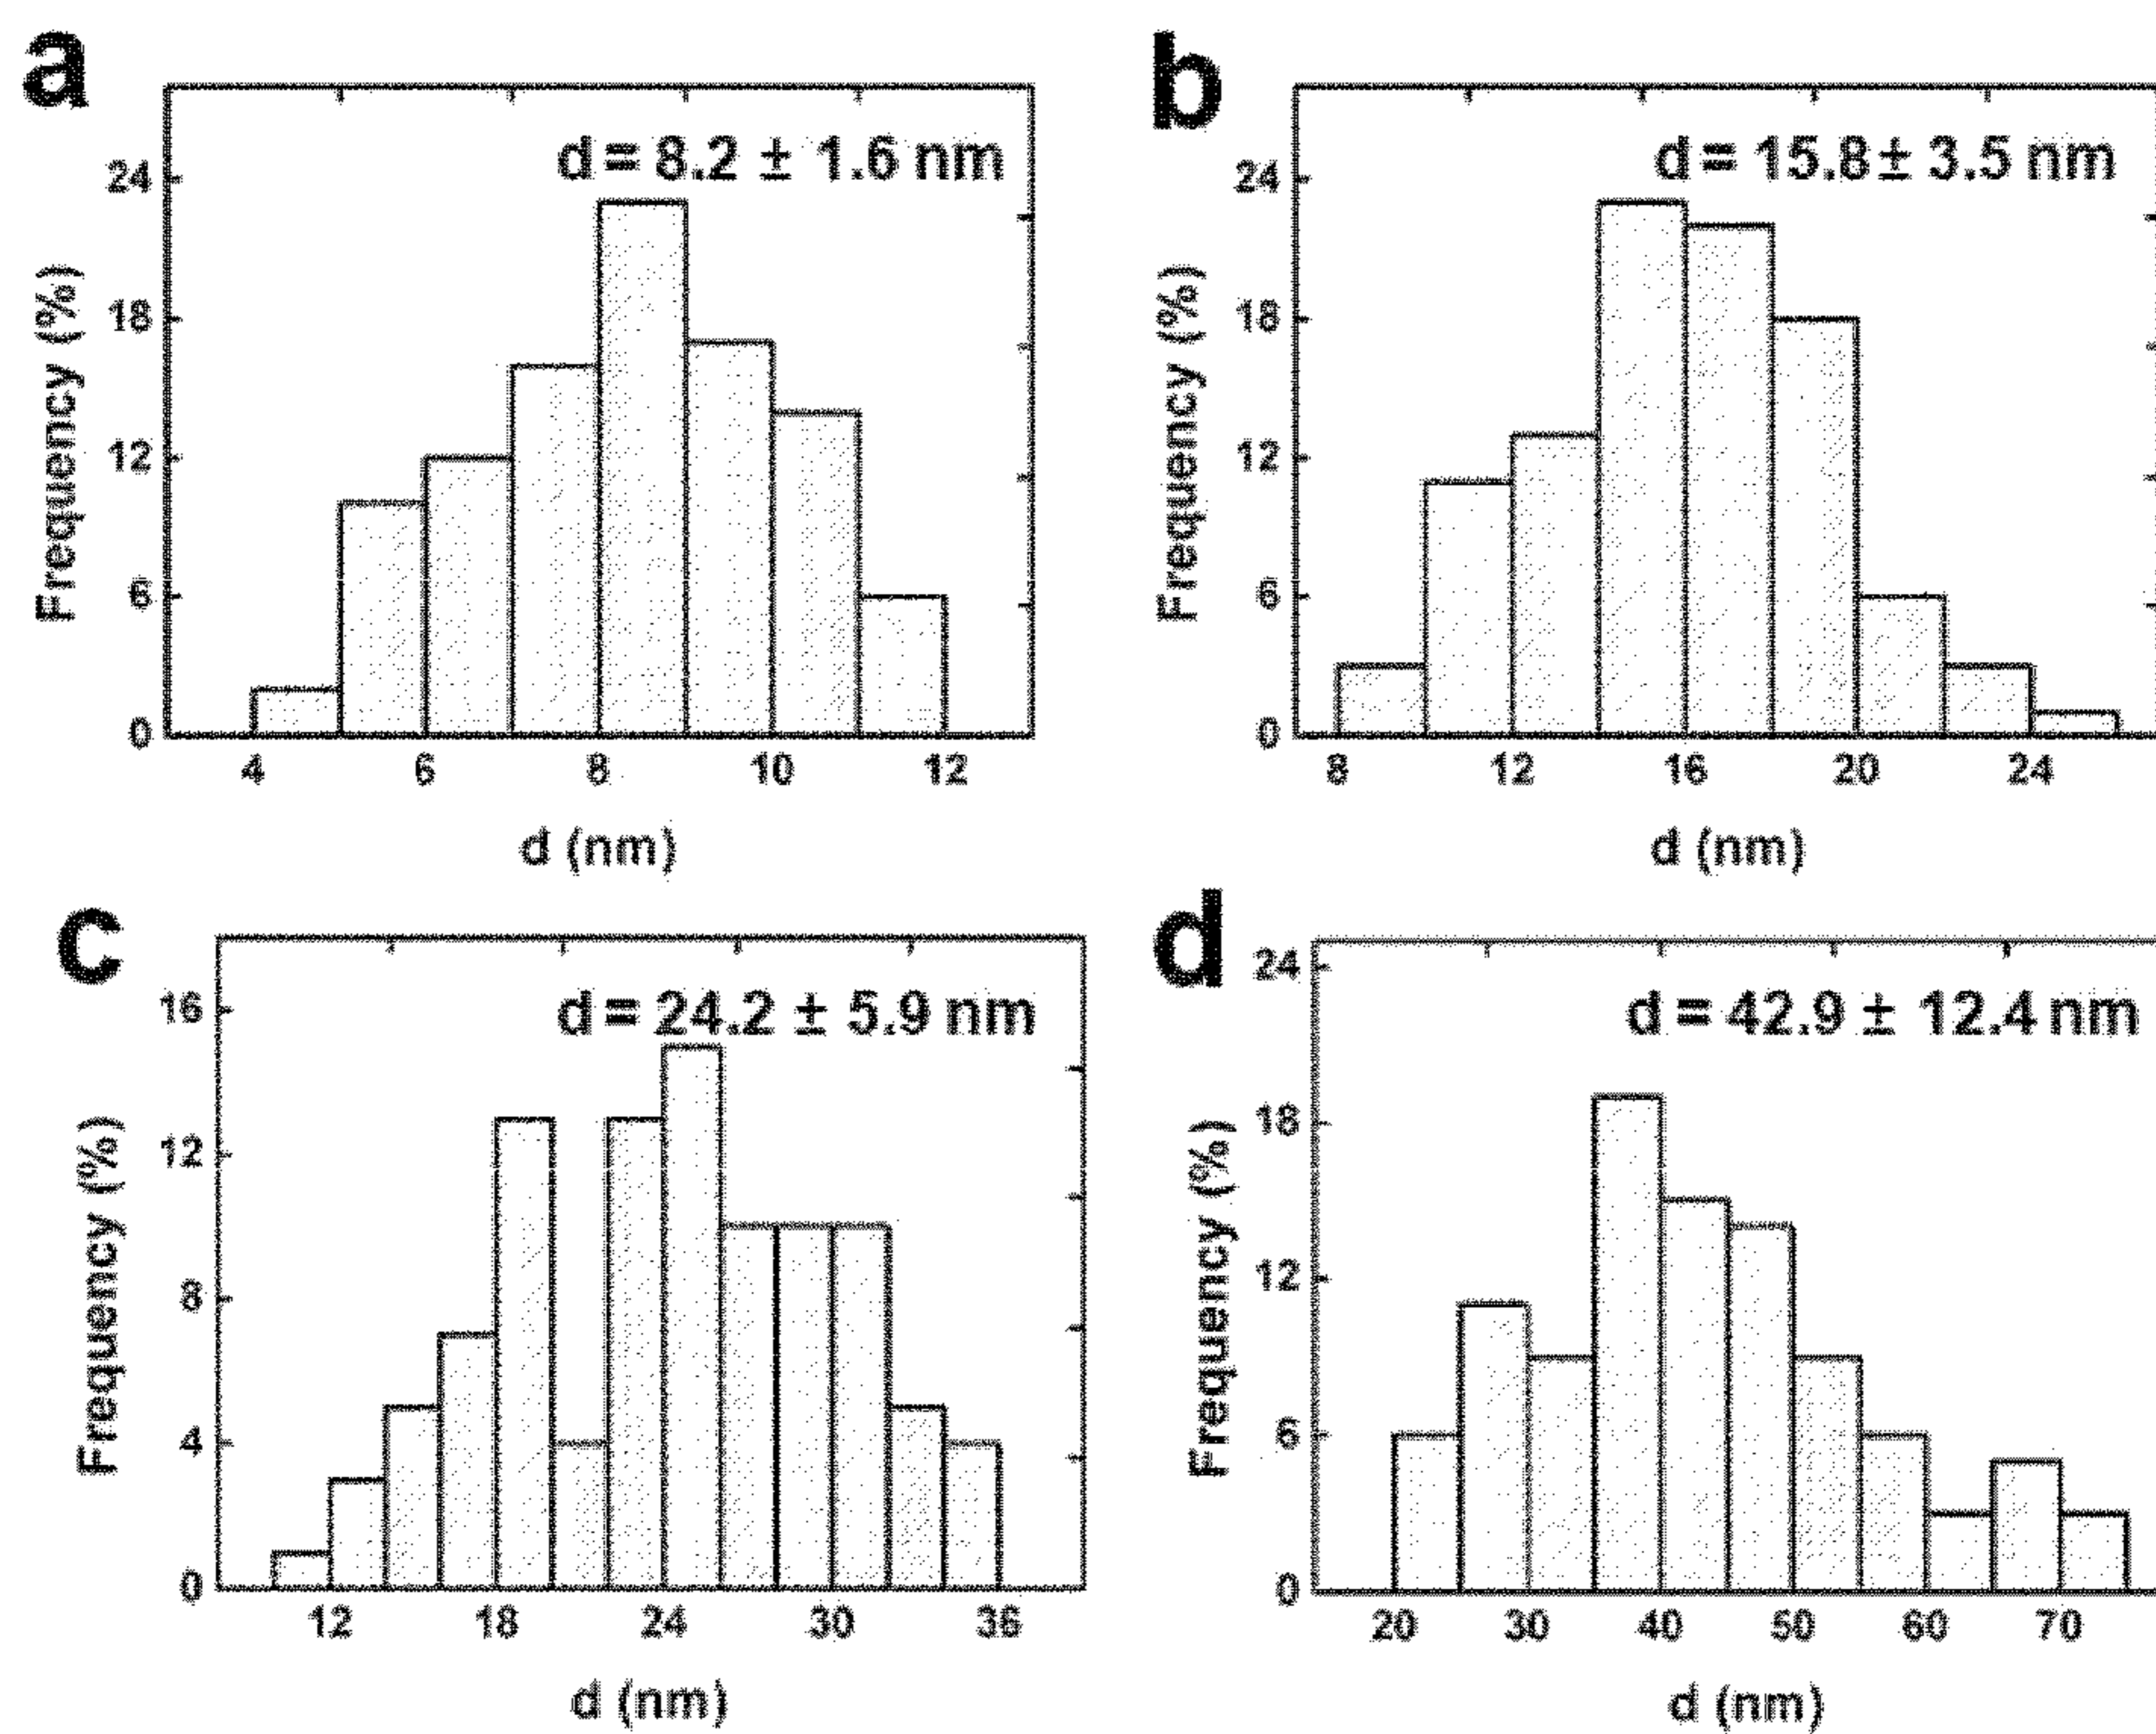 a
d = 8.2 ± 1.6 nm
Frequency (%)
24
18
12
6
0
4 6 8 10 12
d (nm)
b
d = 15.8 ± 3.5 nm
Frequency (%)
24
18
12
6
0
8 12 16 20 24
d (nm)
c
d = 24.2 ± 5.9 nm
Frequency (%)
16
12
8
4
0
12 18 24 30 36
d (nm)
d
d = 42.9 ± 12.4 nm
Frequency (%)
24
18
12
6
0
20 30 40 50 60 70
d (nm)